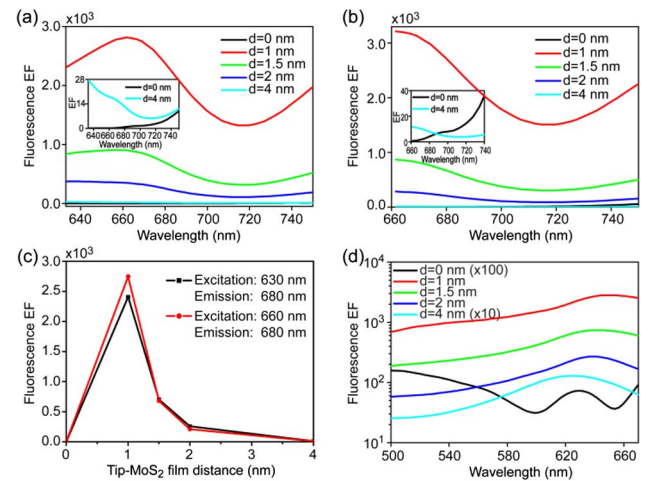 (a)
x10³
3.0
2.0
1.0
0.0
Fluorescence EF
d=0 nm
d=1 nm
d=1.5 nm
d=2 nm
d=4 nm
28
14
0
EF
d=0 nm
d=4 nm
640 660 680 700 720 740
Wavelength (nm)
640 660 680 700 720 740
Wavelength (nm)
(b)
x10³
3.0
2.0
1.0
0.0
Fluorescence EF
d=0 nm
d=1 nm
d=1.5 nm
d=2 nm
d=4 nm
40
20
0
EF
d=0 nm
d=4 nm
660 680 700 720 740
Wavelength (nm)
660 680 700 720 740
Wavelength (nm)
(c)
x10³
3.0
2.5
2.0
1.5
1.0
0.5
0.0
Fluorescence EF
Excitation: 630 nm
Emission: 680 nm
Excitation: 660 nm
Emission: 680 nm
0 1 2 3 4
Tip-MoS₂ film distance (nm)
(d)
10⁴
10³
10²
10¹
Fluorescence EF
d=0 nm (x100)
d=1 nm
d=1.5 nm
d=2 nm
d=4 nm (x10)
500 540 580 620 660
Wavelength (nm)